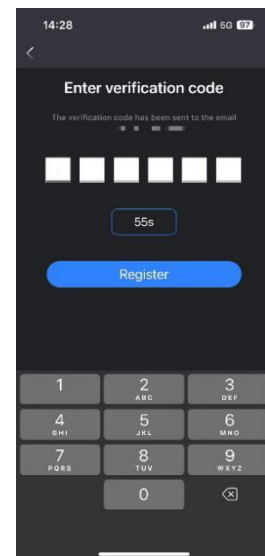 14:28
5G 97
Enter verification code
The verification code has been sent to the email
55s
Register
1
2
ABC
3
DEF
4
GHI
5
JKL
6
MNO
7
PQRS
8
TUV
9
WXYZ
0